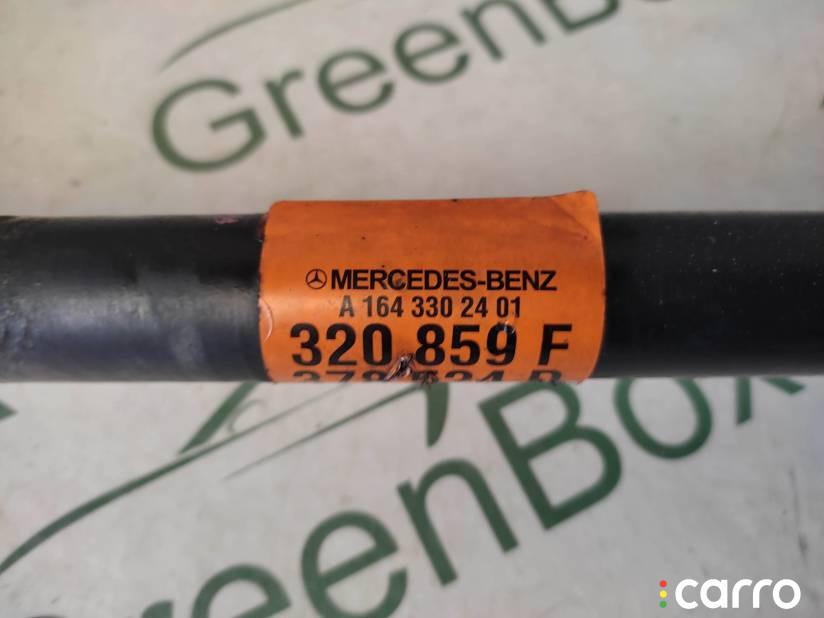 GreenBox
MERCEDES-BENZ
A 164 330 24 01
320 859 F
GreenBox
carro